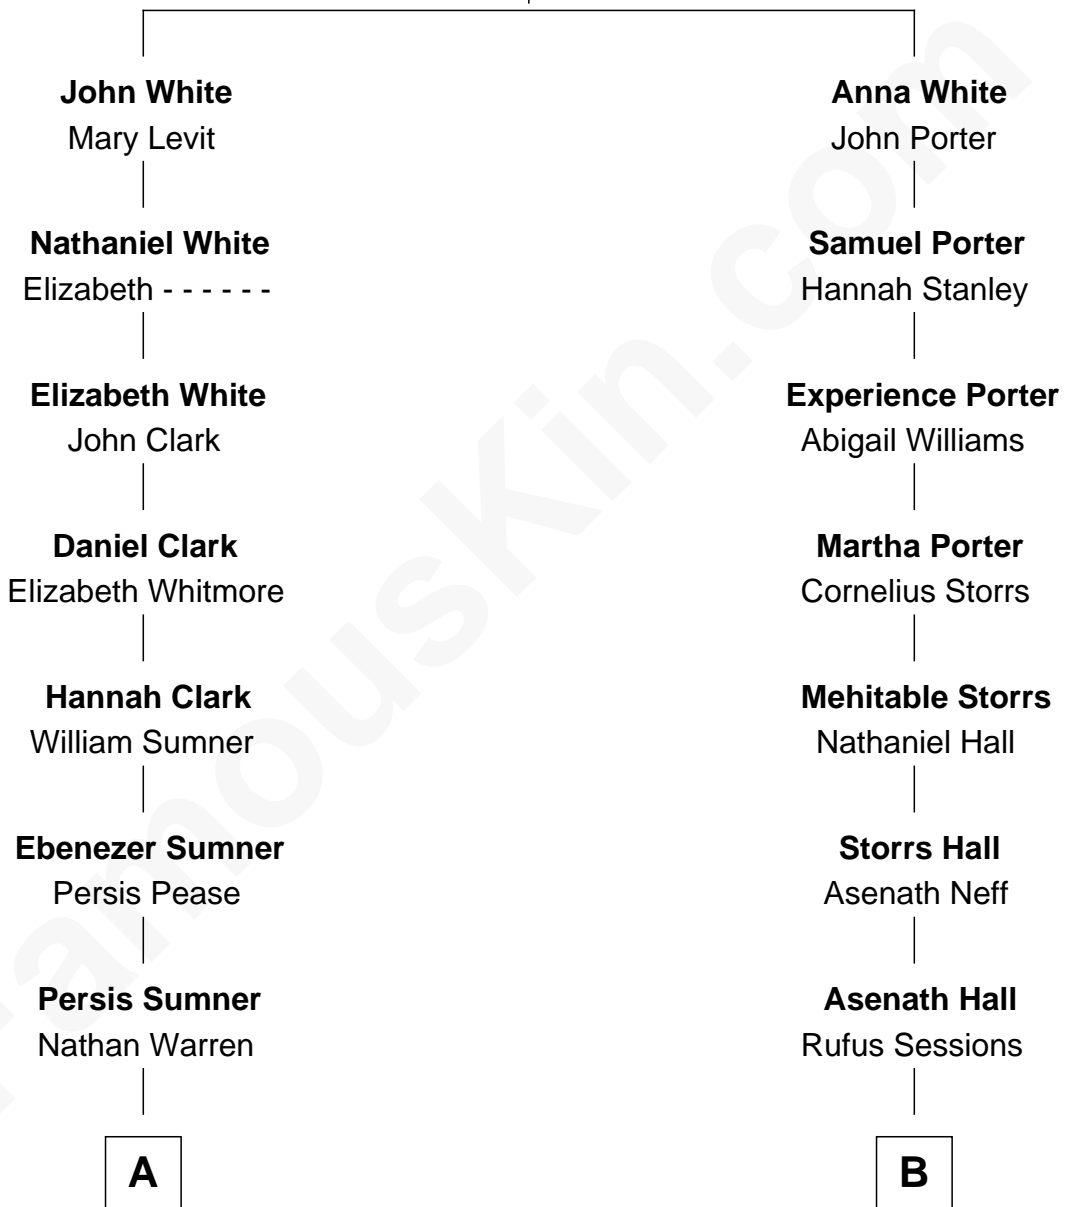 John White
Mary Levit
Nathaniel White
Elizabeth - - - - - -
Elizabeth White
John Clark
Daniel Clark
Elizabeth Whitmore
Hannah Clark
William Sumner
Ebenezer Sumner
Persis Pease
Persis Sumner
Nathan Warren
A
Anna White
John Porter
Samuel Porter
Hannah Stanley
Experience Porter
Abigail Williams
Martha Porter
Cornelius Storrs
Mehitable Storrs
Nathaniel Hall
Storrs Hall
Asenath Neff
Asenath Hall
Rufus Sessions
B
FamousKin.com